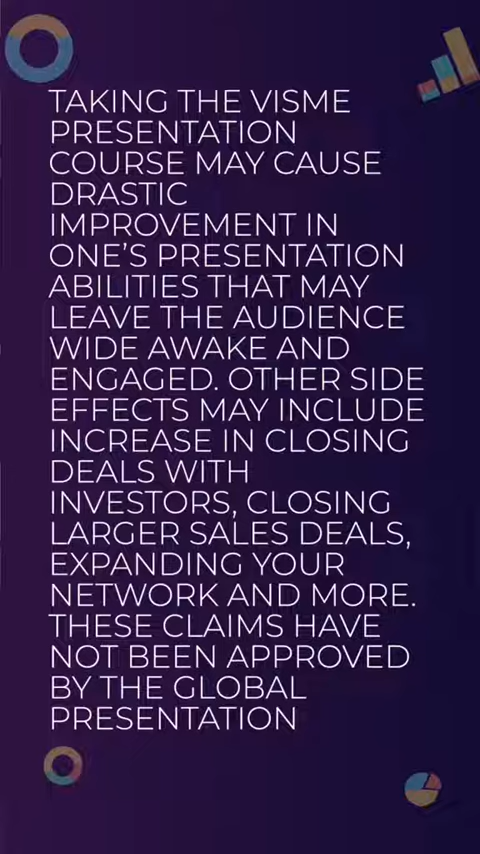 TAKING THE VISME
PRESENTATION
COURSE MAY CAUSE
DRASTIC
IMPROVEMENT IN
ONE'S PRESENTATION
ABILITIES THAT MAY
LEAVE THE AUDIENCE
WIDE AWAKE AND
ENGAGED. OTHER SIDE
EFFECTS MAY INCLUDE
INCREASE IN CLOSING
DEALS WITH
INVESTORS, CLOSING
LARGER SALES DEALS,
EXPANDING YOUR
NETWORK AND MORE.
THESE CLAIMS HAVE
NOT BEEN APPROVED
BY THE GLOBAL
PRESENTATION